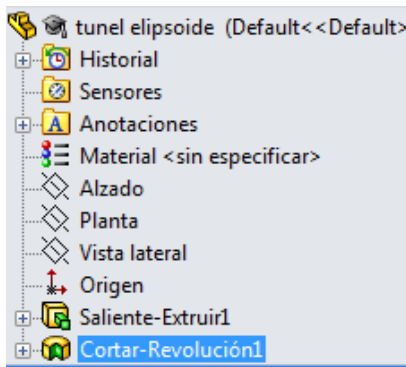 tunel elipsoide (Default<<Default>
Historial
Sensores
A Anotaciones
Material <sin especificar>
Alzado
Planta
Vista lateral
Origen
Saliente-Extruir1
Cortar-Revolución1